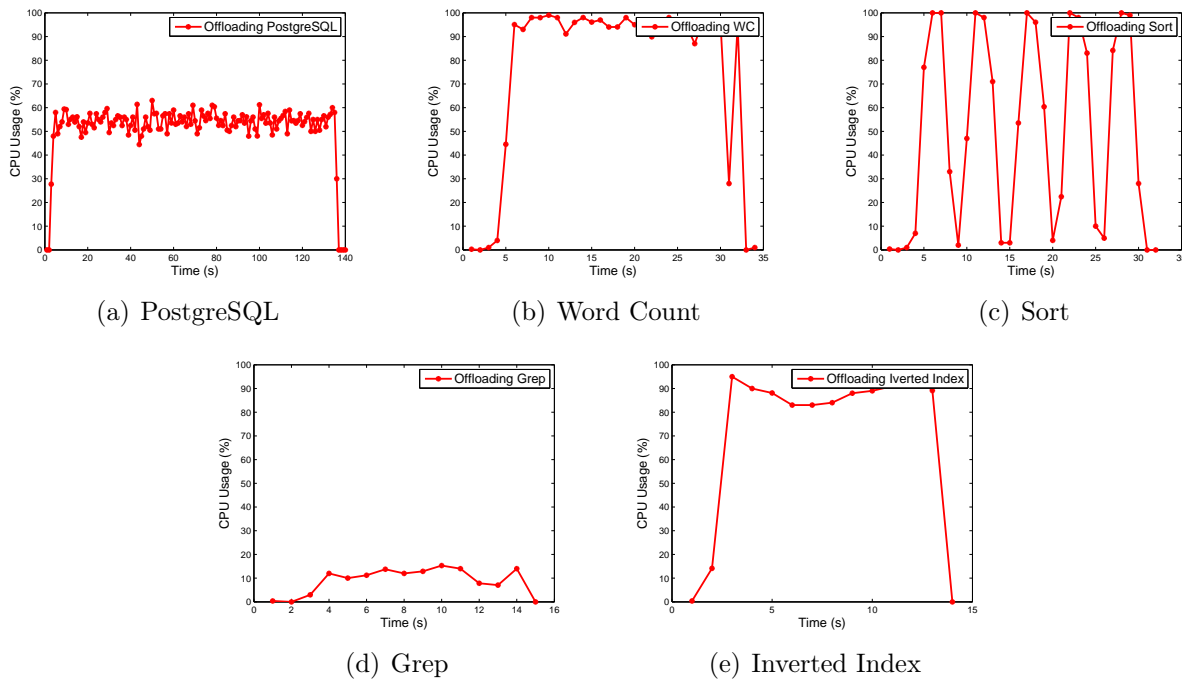 Offloading PostgreSQL
CPU Usage (%)
100
90
80
70
60
50
40
30
20
10
0
0 20 40 60 80 100 120 140
Time (s)
(a) PostgreSQL
Offloading WC
CPU Usage (%)
100
90
80
70
60
50
40
30
20
10
0
0 5 10 15 20 25 30 35
Time (s)
(b) Word Count
Offloading Sort
CPU Usage (%)
100
90
80
70
60
50
40
30
20
10
0
0 5 10 15 20 25 30 35
Time (s)
(c) Sort
Offloading Grep
CPU Usage (%)
100
90
80
70
60
50
40
30
20
10
0
0 2 4 6 8 10 12 14 16
Time (s)
(d) Grep
Offloading Iverted Index
CPU Usage (%)
100
90
80
70
60
50
40
30
20
10
0
0 5 10 15
Time (s)
(e) Inverted Index